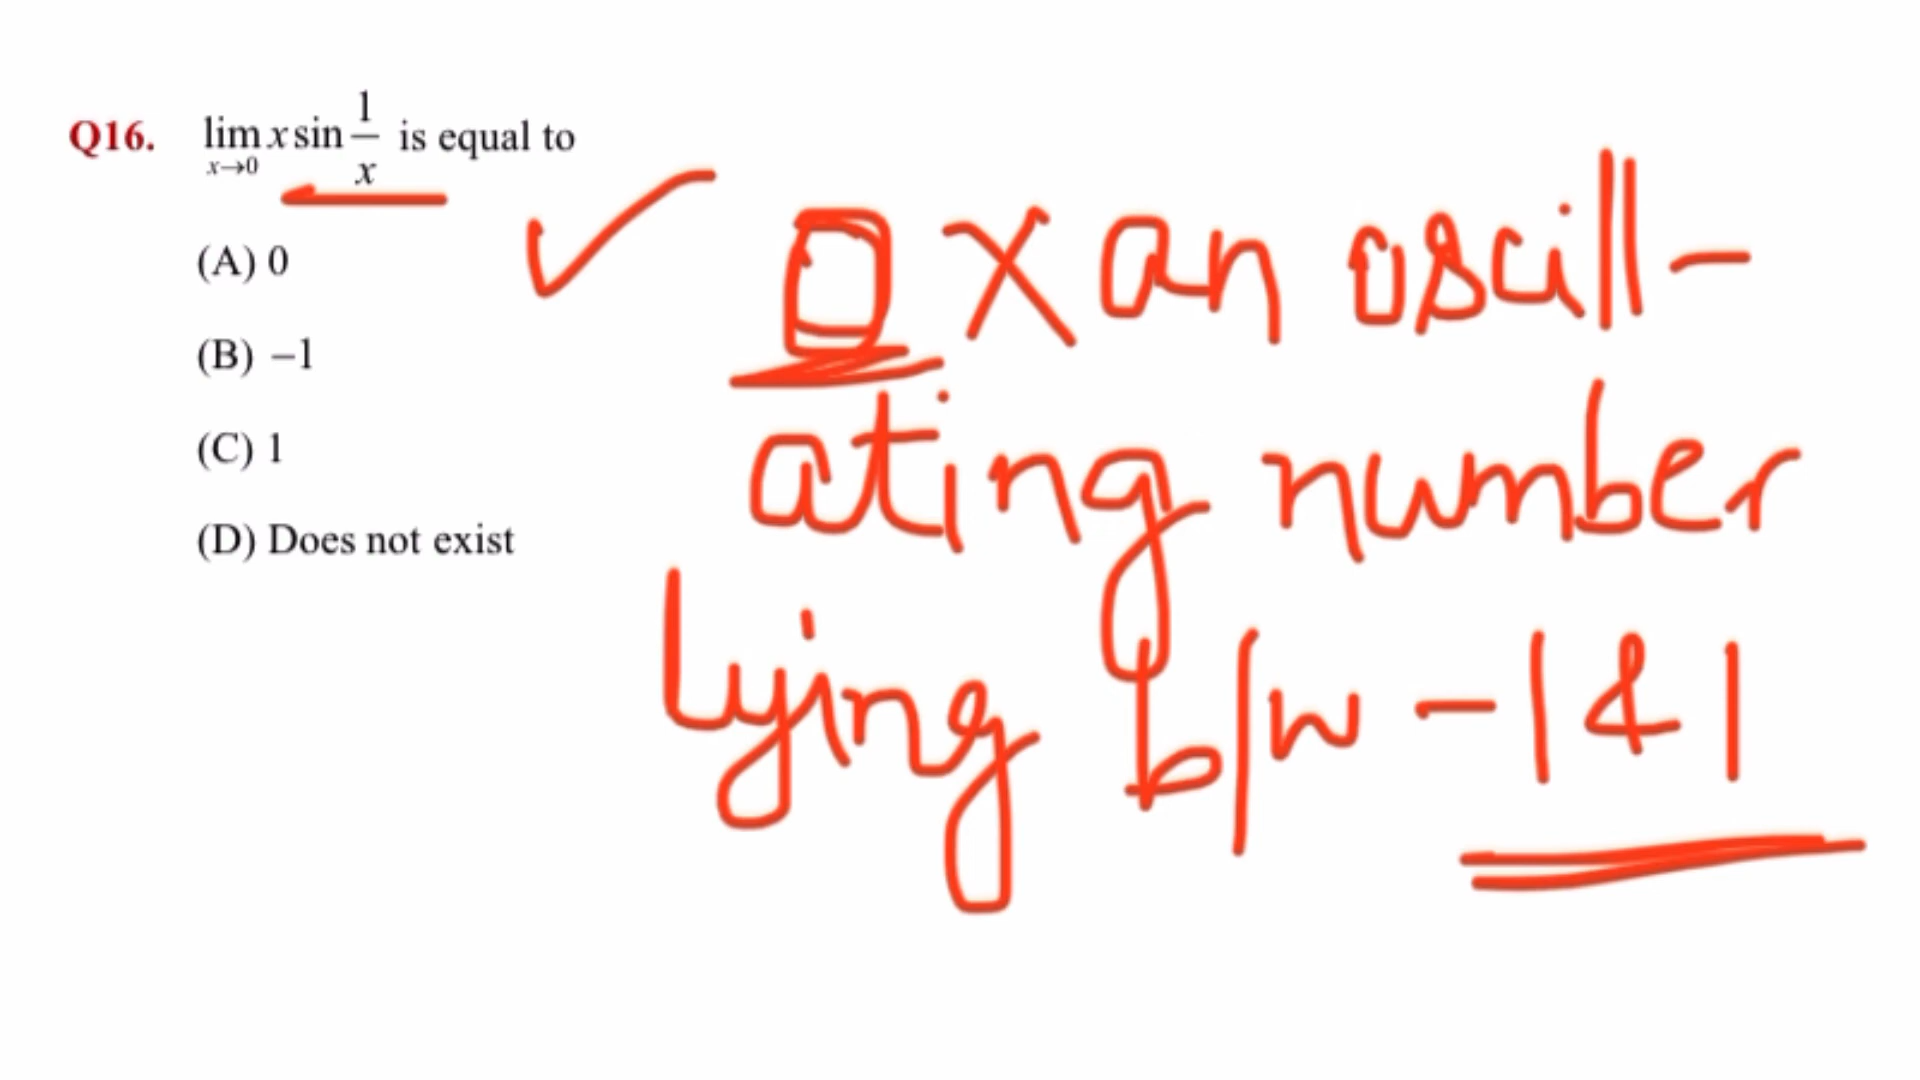 Q16. lim x→0 x sin 1/x is equal to
(A) 0
(B) −1
(C) 1
(D) Does not exist
0 X an oscill-
ating number
lying b/w -1 & 1